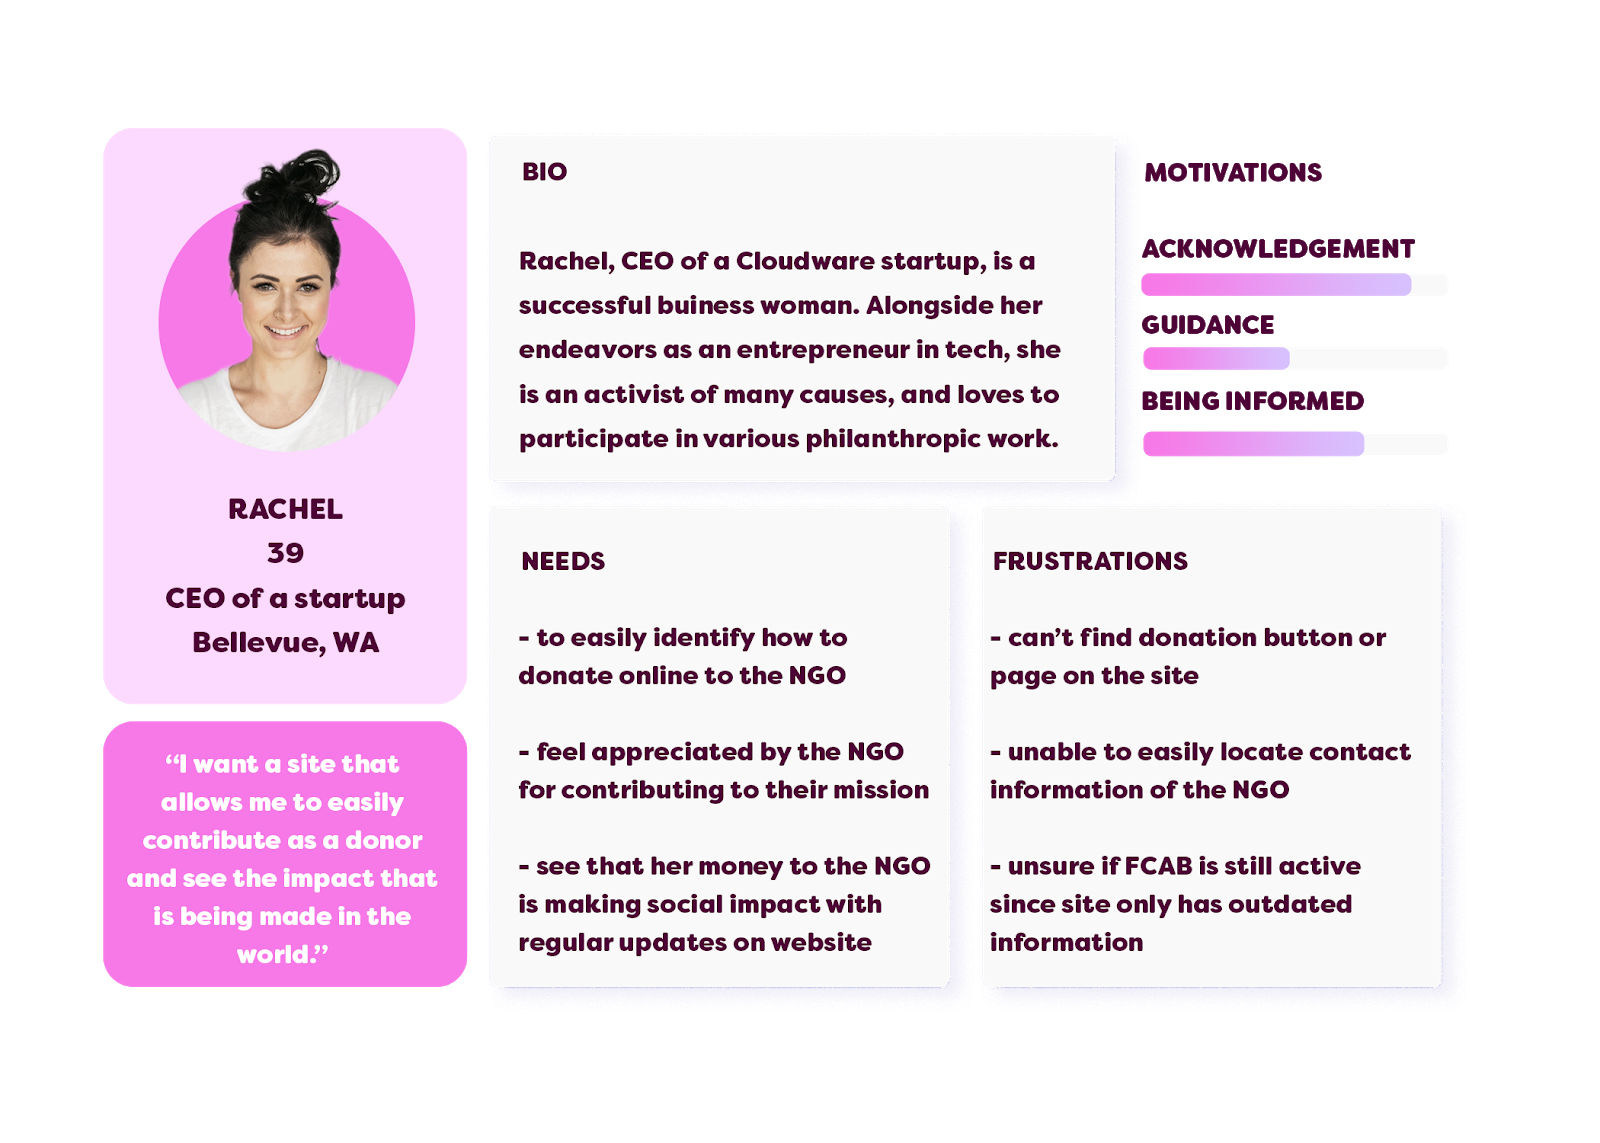 RACHEL
39
CEO of a startup
Bellevue, WA
“I want a site that
allows me to easily
contribute as a donor
and see the impact that
is being made in the
world.”
BIO
Rachel, CEO of a Cloudware startup, is a
successful buiness woman. Alongside her
endeavors as an entrepreneur in tech, she
is an activist of many causes, and loves to
participate in various philanthropic work.
MOTIVATIONS
ACKNOWLEDGEMENT
GUIDANCE
BEING INFORMED
NEEDS
- to easily identify how to
donate online to the NGO
- feel appreciated by the NGO
for contributing to their mission
- see that her money to the NGO
is making social impact with
regular updates on website
FRUSTRATIONS
- can’t find donation button or
page on the site
- unable to easily locate contact
information of the NGO
- unsure if FCAB is still active
since site only has outdated
information